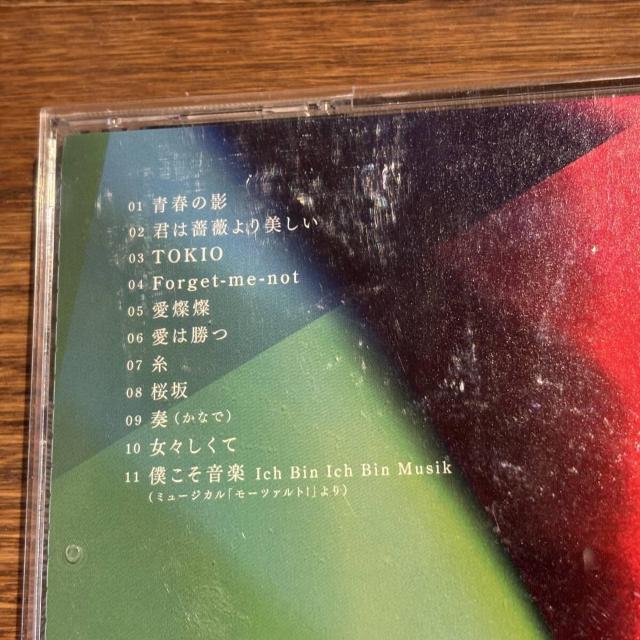 01 青春の影
02 君は薔薇より美しい
03 TOKIO
04 Forget-me-not
05 愛燦燦
06 愛は勝つ
07 糸
08 桜坂
09 奏（かなで）
10 女々しくて
11 僕こそ音楽 Ich Bin Ich Bin Musik
（ミュージカル「モーツァルト!」より）